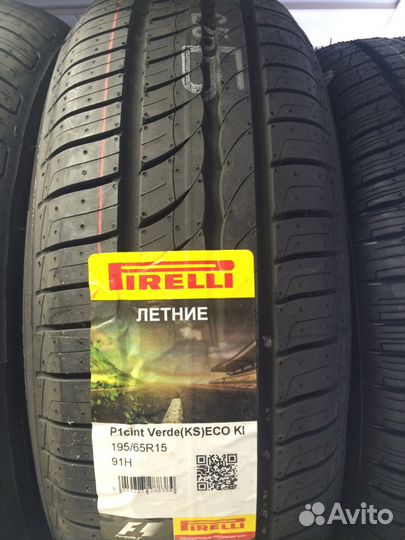 PIRELLI
ЛЕТНИЕ
P1cint Verde(KS)ECO Ki
195/65R15
91H
F1
PIRELLI
Avito